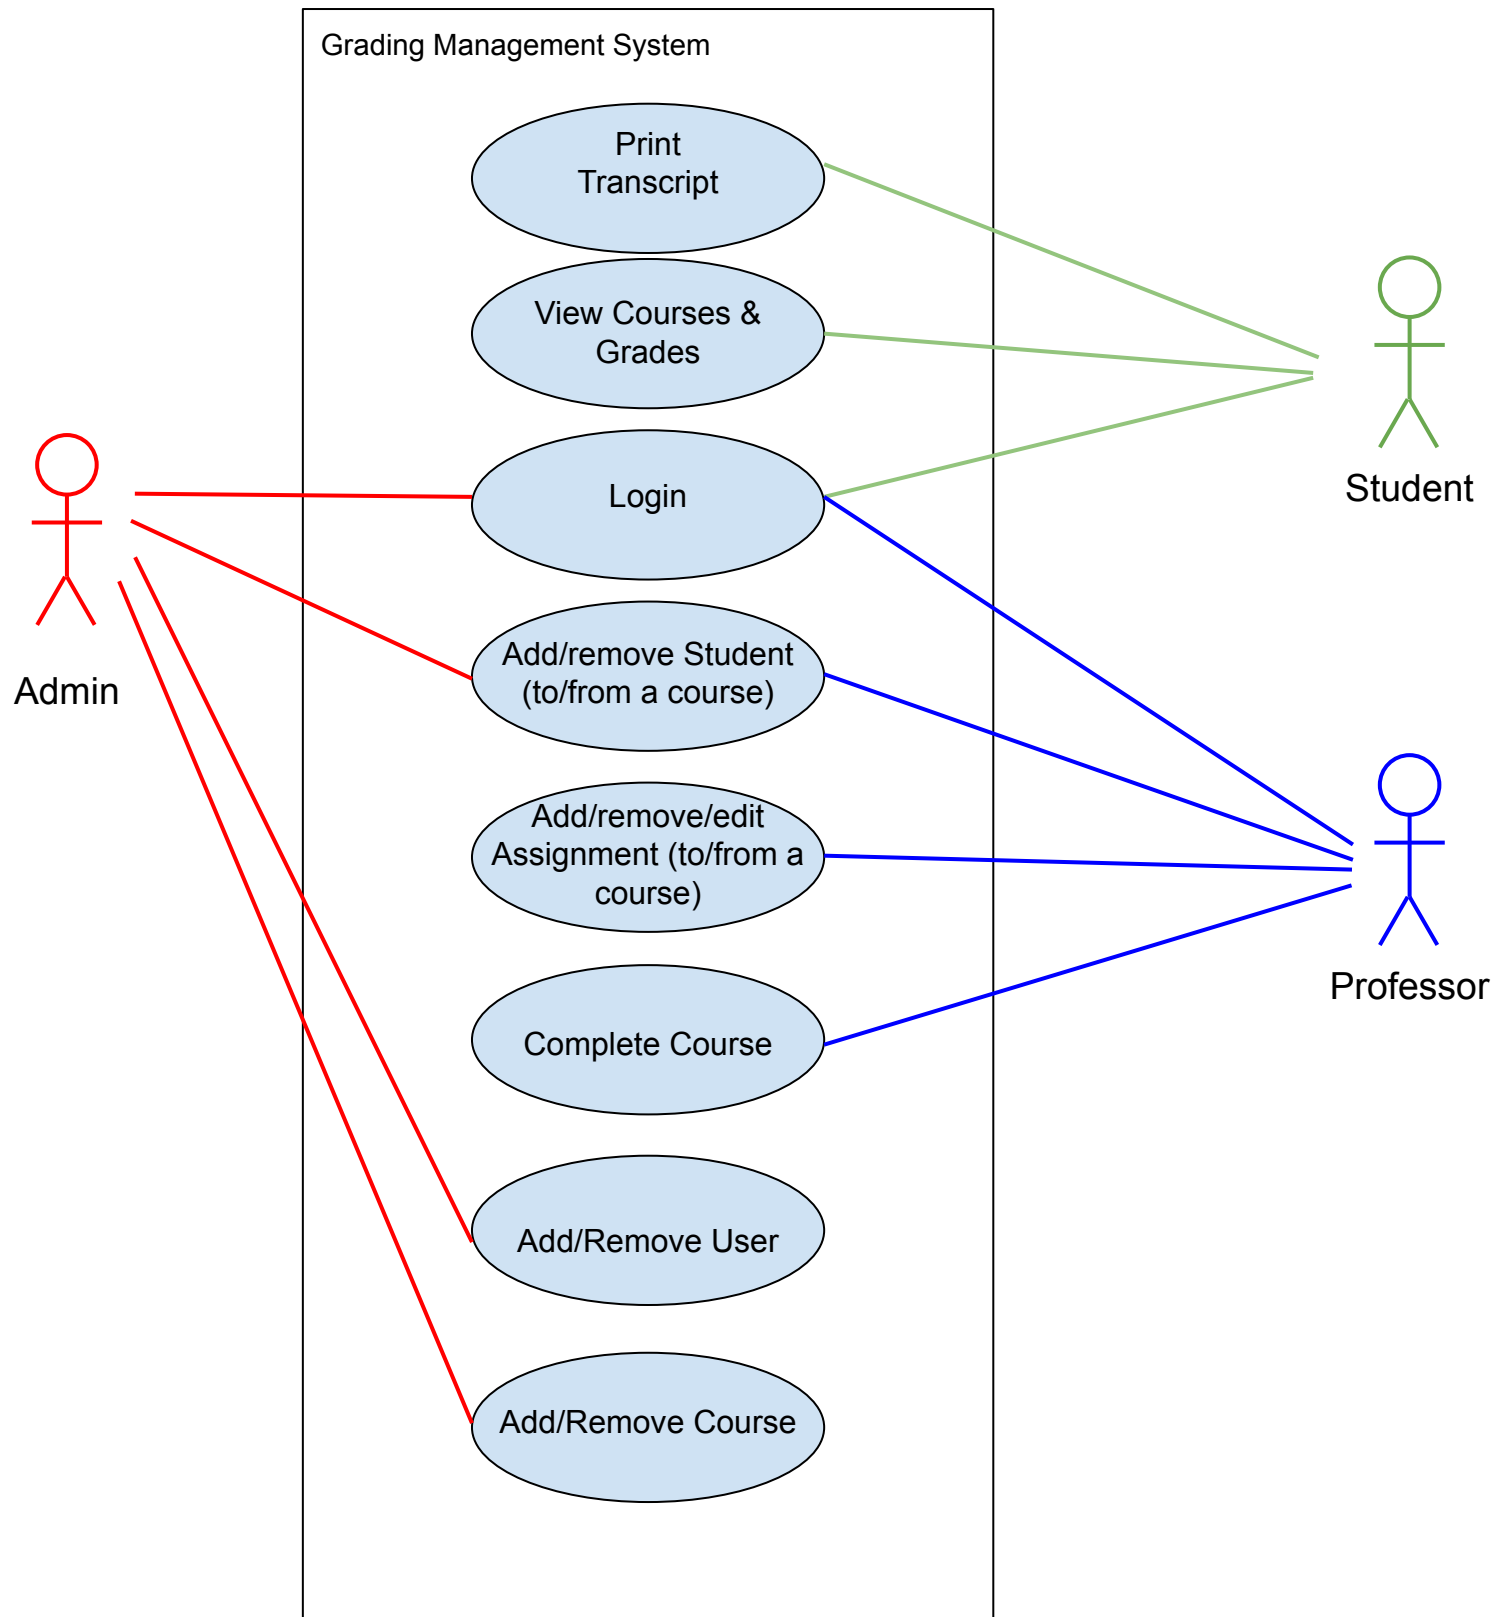 Grading Management System
Print
Transcript
View Courses &
Grades
Login
Student
Add/remove Student
(to/from a course)
Admin
Add/remove/edit
Assignment (to/from a
course)
Professor
Complete Course
Add/Remove User
Add/Remove Course